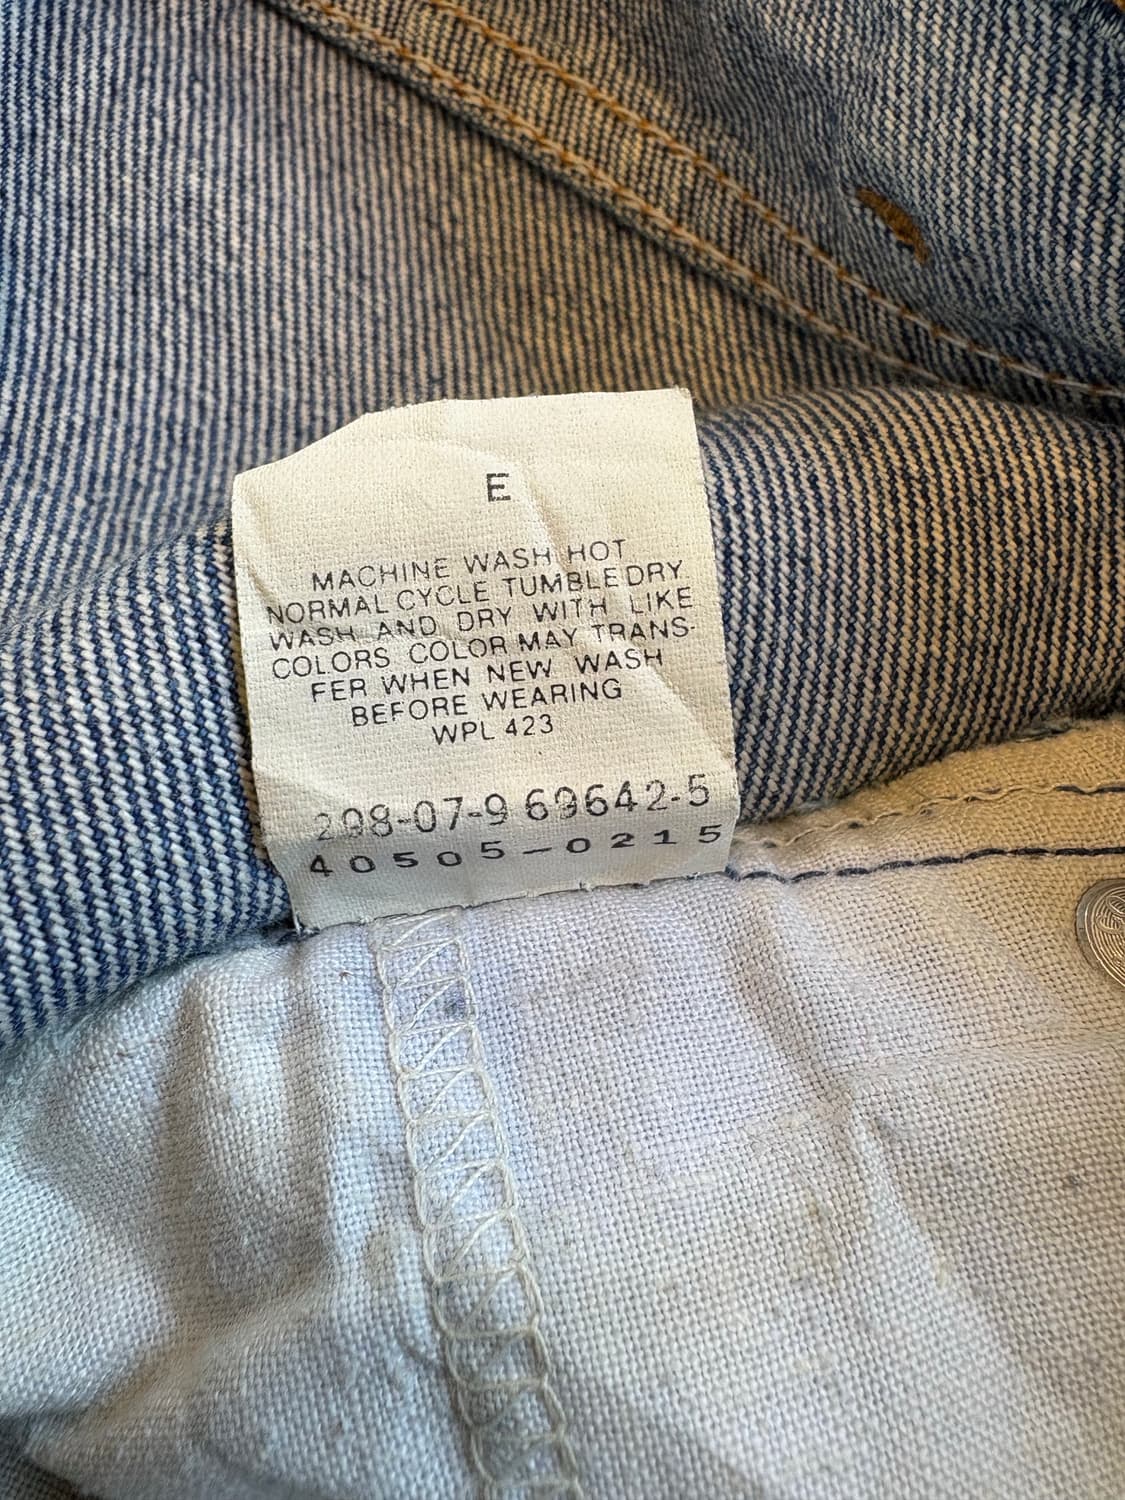 E
MACHINE WASH HOT
NORMAL CYCLE TUMBLE DRY
WASH AND DRY WITH LIKE
COLORS COLOR MAY TRANS-
FER WHEN NEW WASH
BEFORE WEARING
WPL 423
298-07-9 69642-5
40505-0215